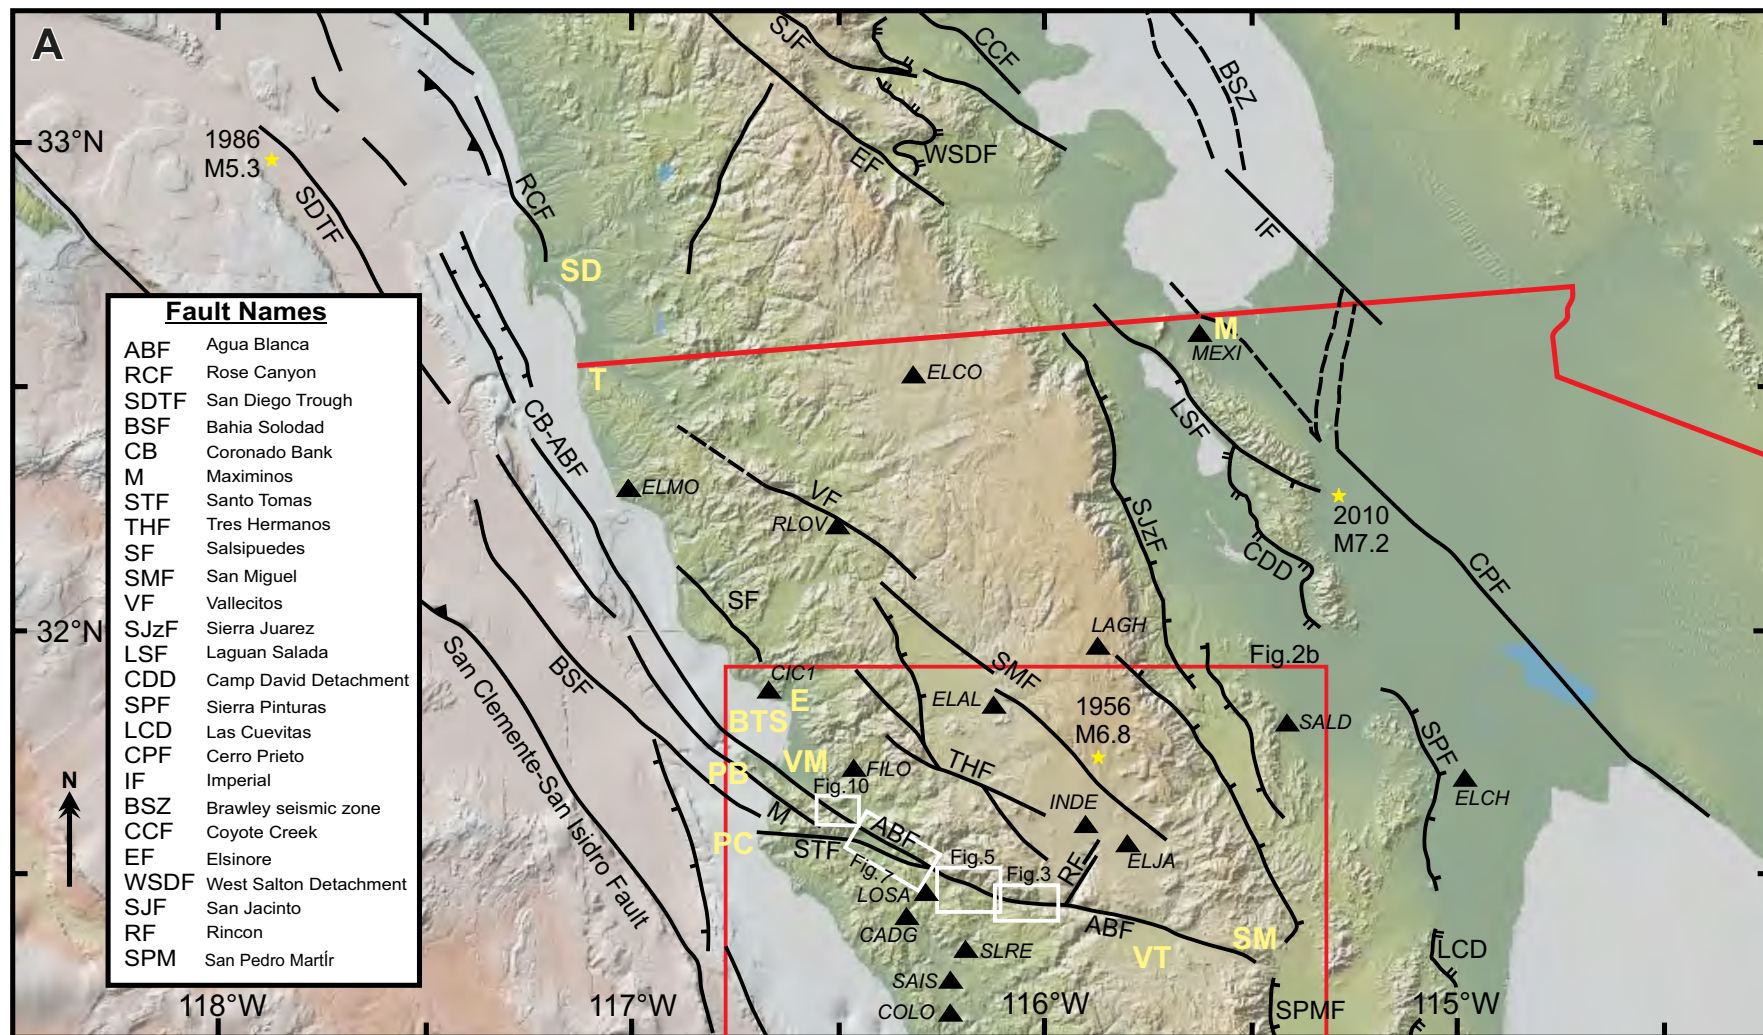 A
33°N
32°N
118°W
117°W
116°W
115°W
N
1986
M5.3
SDTF
RCF
SD
SJF
CCF
EF
WSDF
BSZ
IF
T
M
MEXI
ELCO
CB-ABF
LSF
ELMO
VF
RLOV
SJzF
2010
M7.2
CDD
CPF
SF
LAGH
Fig.2b
BSF
San Clemente-San Isidro Fault
CIC1
E
BTS
SMF
ELAL
1956
M6.8
SALD
SPF
ELCH
VM
PB
FILO
THF
Fig.10
INDE
M
ABF
PC
STF
Fig.7
Fig.5
Fig.3
RF
ELJA
LOSA
CADG
ABF
SM
VT
SLRE
LCD
SAIS
COLO
SPMF
Fault Names
ABF Agua Blanca
RCF Rose Canyon
SDTF San Diego Trough
BSF Bahia Solodad
CB Coronado Bank
M Maximinos
STF Santo Tomas
THF Tres Hermanos
SF Salsipuedes
SMF San Miguel
VF Vallecitos
SJzF Sierra Juarez
LSF Laguan Salada
CDD Camp David Detachment
SPF Sierra Pinturas
LCD Las Cuevitas
CPF Cerro Prieto
IF Imperial
BSZ Brawley seismic zone
CCF Coyote Creek
EF Elsinore
WSDF West Salton Detachment
SJF San Jacinto
RF Rincon
SPM San Pedro Martír